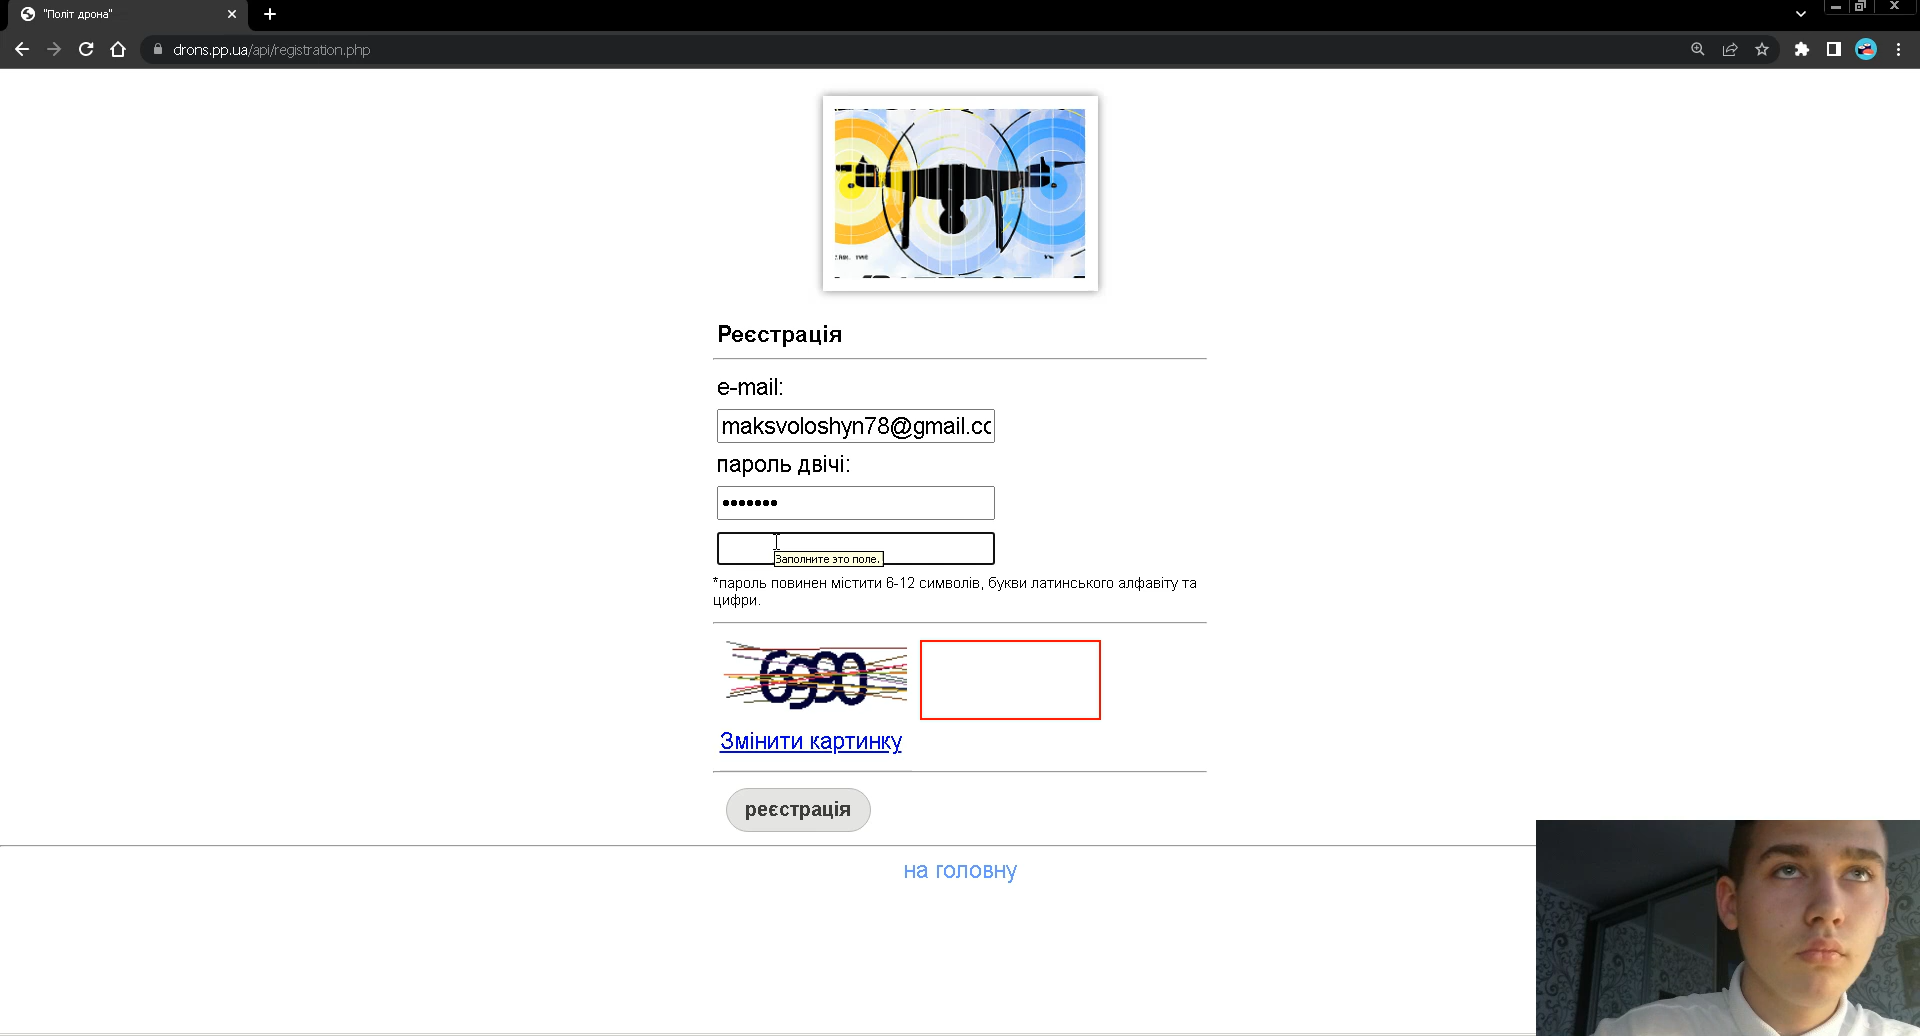 "Політ дрона"
drons.pp.ua/api/registration.php
Реєстрація
e-mail:
maksvoloshyn78@gmail.cc
пароль двічі:
•••••••
Заполните это поле.
*пароль повинен містити 6-12 символів, букви латинського алфавіту та
цифри.
6990
Змінити картинку
реєстрація
на головну